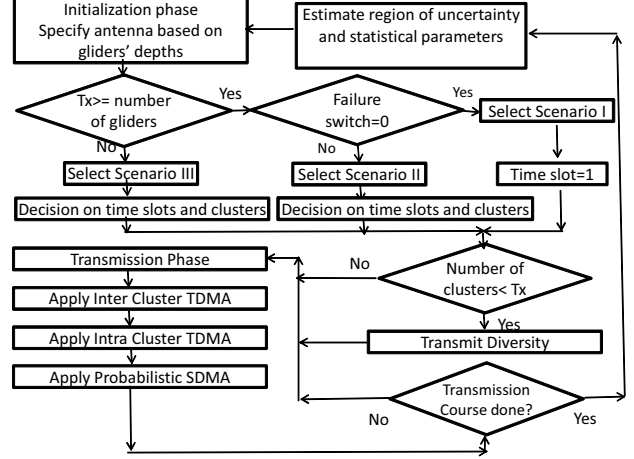 Initialization phase
Specify antenna based on
gliders' depths
Estimate region of uncertainty
and statistical parameters
Tx>= number
of gliders
Yes
Failure
switch=0
Yes
Select Scenario I
No
No
Select Scenario III
Select Scenario II
Time slot=1
Decision on time slots and clusters
Decision on time slots and clusters
Transmission Phase
No
Number of
clusters< Tx
Apply Inter Cluster TDMA
Yes
Apply Intra Cluster TDMA
Transmit Diversity
Apply Probabilistic SDMA
Transmission
Course done?
No
Yes